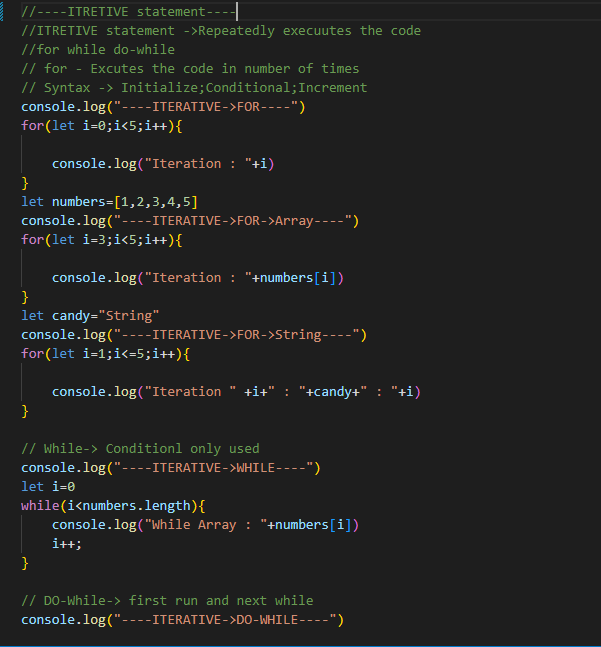 //----ITRETIVE statement----
//ITRETIVE statement ->Repeatedly execuutes the code
//for while do-while
// for - Excutes the code in number of times
// Syntax -> Initialize;Conditional;Increment
console.log("----ITERATIVE->FOR----")
for(let i=0;i<5;i++){
console.log("Iteration : "+i)
}
let numbers=[1,2,3,4,5]
console.log("----ITERATIVE->FOR->Array----")
for(let i=3;i<5;i++){
console.log("Iteration : "+numbers[i])
}
let candy="String"
console.log("----ITERATIVE->FOR->String----")
for(let i=1;i<=5;i++){
console.log("Iteration " +i+" : "+candy+" : "+i)
}
// While-> Conditionl only used
console.log("----ITERATIVE->WHILE----")
let i=0
while(i<numbers.length){
console.log("While Array : "+numbers[i])
i++;
}
// DO-While-> first run and next while
console.log("----ITERATIVE->DO-WHILE----")